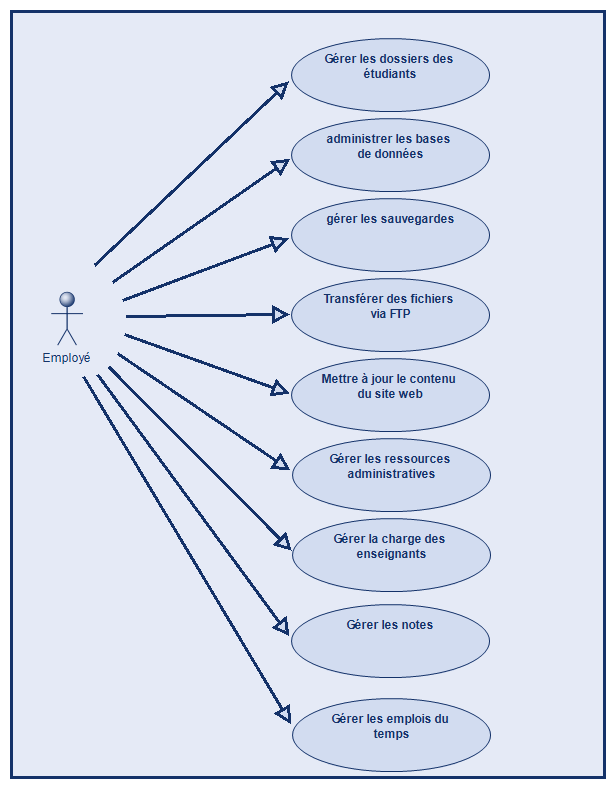 Gérer les dossiers des
étudiants
administrer les bases
de données
gérer les sauvegardes
Transférer des fichiers
via FTP
Employé
Mettre à jour le contenu
du site web
Gérer les ressources
administratives
Gérer la charge des
enseignants
Gérer les notes
Gérer les emplois du
temps